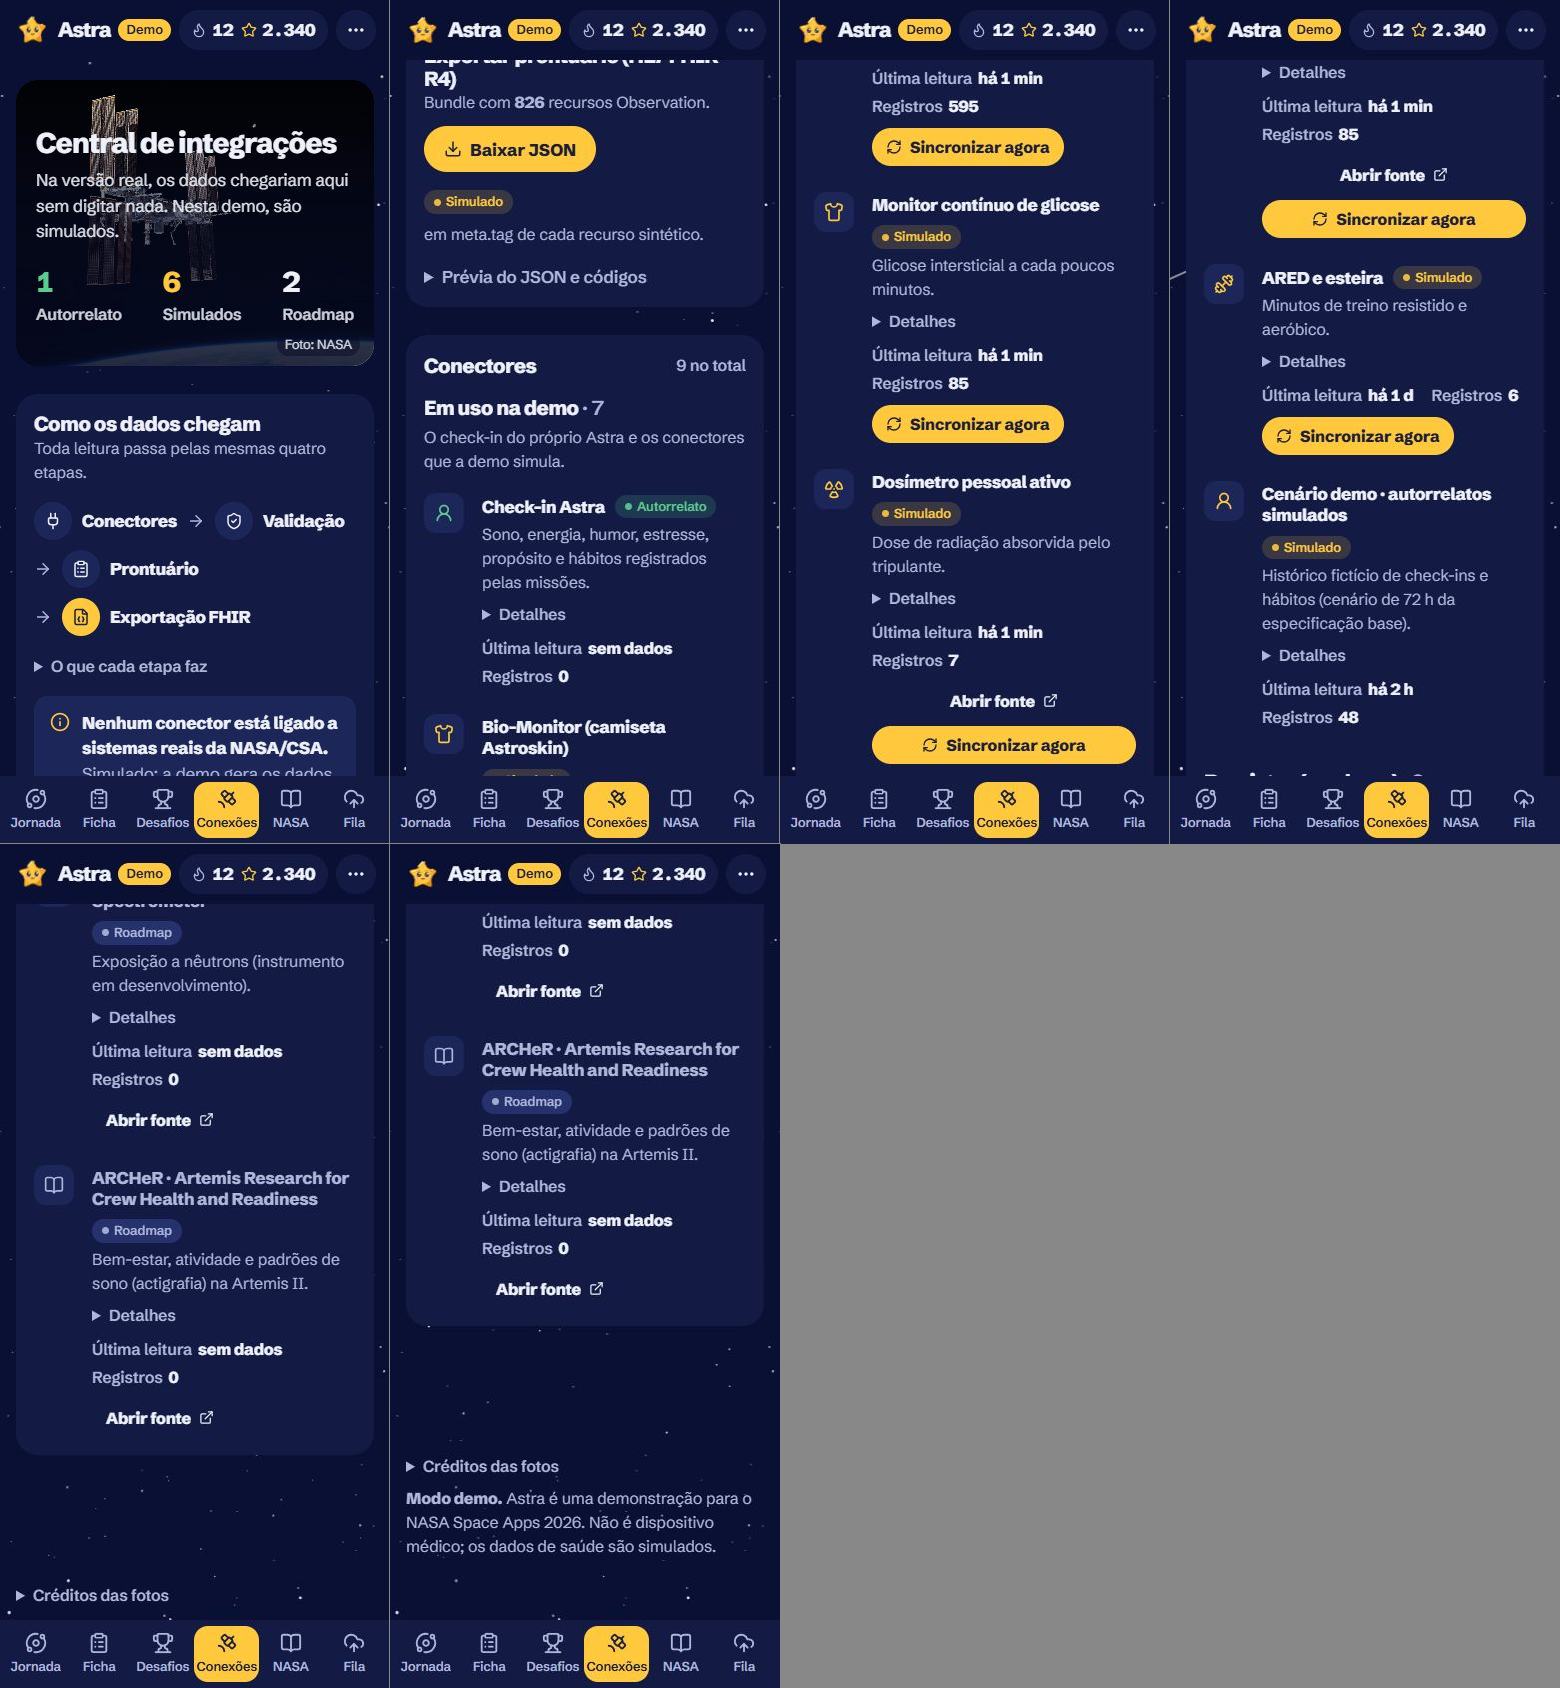 Astra Demo 12 2.340
Central de integrações
Na versão real, os dados chegariam aqui
sem digitar nada. Nesta demo, são
simulados.
1 6 2
Autorrelato Simulados Roadmap
Foto: NASA
Como os dados chegam
Toda leitura passa pelas mesmas quatro
etapas.
Conectores → Validação
→ Prontuário
→ Exportação FHIR
O que cada etapa faz
Nenhum conector está ligado a
sistemas reais da NASA/CSA.
Simulado: a demo gera os dados
Jornada Ficha Desafios Conexões NASA Fila
Astra Demo 12 2.340
Exportar prontuário (HL7 FHIR
R4)
Bundle com 826 recursos Observation.
Baixar JSON
Simulado
em meta.tag de cada recurso sintético.
Prévia do JSON e códigos
Conectores 9 no total
Em uso na demo · 7
O check-in do próprio Astra e os conectores
que a demo simula.
Check-in Astra Autorrelato
Sono, energia, humor, estresse,
propósito e hábitos registrados
pelas missões.
Detalhes
Última leitura sem dados
Registros 0
Bio-Monitor (camiseta
Astroskin)
Jornada Ficha Desafios Conexões NASA Fila
Astra Demo 12 2.340
Última leitura há 1 min
Registros 595
Sincronizar agora
Monitor contínuo de glicose
Simulado
Glicose intersticial a cada poucos
minutos.
Detalhes
Última leitura há 1 min
Registros 85
Sincronizar agora
Dosímetro pessoal ativo
Simulado
Dose de radiação absorvida pelo
tripulante.
Detalhes
Última leitura há 1 min
Registros 7
Abrir fonte
Sincronizar agora
Jornada Ficha Desafios Conexões NASA Fila
Astra Demo 12 2.340
Detalhes
Última leitura há 1 min
Registros 85
Abrir fonte
Sincronizar agora
ARED e esteira Simulado
Minutos de treino resistido e
aeróbico.
Detalhes
Última leitura há 1 d Registros 6
Sincronizar agora
Cenário demo · autorrelatos
simulados
Simulado
Histórico fictício de check-ins e
hábitos (cenário de 72 h da
especificação base).
Detalhes
Última leitura há 2 h
Registros 48
Jornada Ficha Desafios Conexões NASA Fila
Astra Demo 12 2.340
Spectrometer
Roadmap
Exposição a nêutrons (instrumento
em desenvolvimento).
Detalhes
Última leitura sem dados
Registros 0
Abrir fonte
ARCHeR · Artemis Research for
Crew Health and Readiness
Roadmap
Bem-estar, atividade e padrões de
sono (actigrafia) na Artemis II.
Detalhes
Última leitura sem dados
Registros 0
Abrir fonte
Créditos das fotos
Jornada Ficha Desafios Conexões NASA Fila
Astra Demo 12 2.340
Última leitura sem dados
Registros 0
Abrir fonte
ARCHeR · Artemis Research for
Crew Health and Readiness
Roadmap
Bem-estar, atividade e padrões de
sono (actigrafia) na Artemis II.
Detalhes
Última leitura sem dados
Registros 0
Abrir fonte
Créditos das fotos
Modo demo. Astra é uma demonstração para o
NASA Space Apps 2026. Não é dispositivo
médico; os dados de saúde são simulados.
Jornada Ficha Desafios Conexões NASA Fila